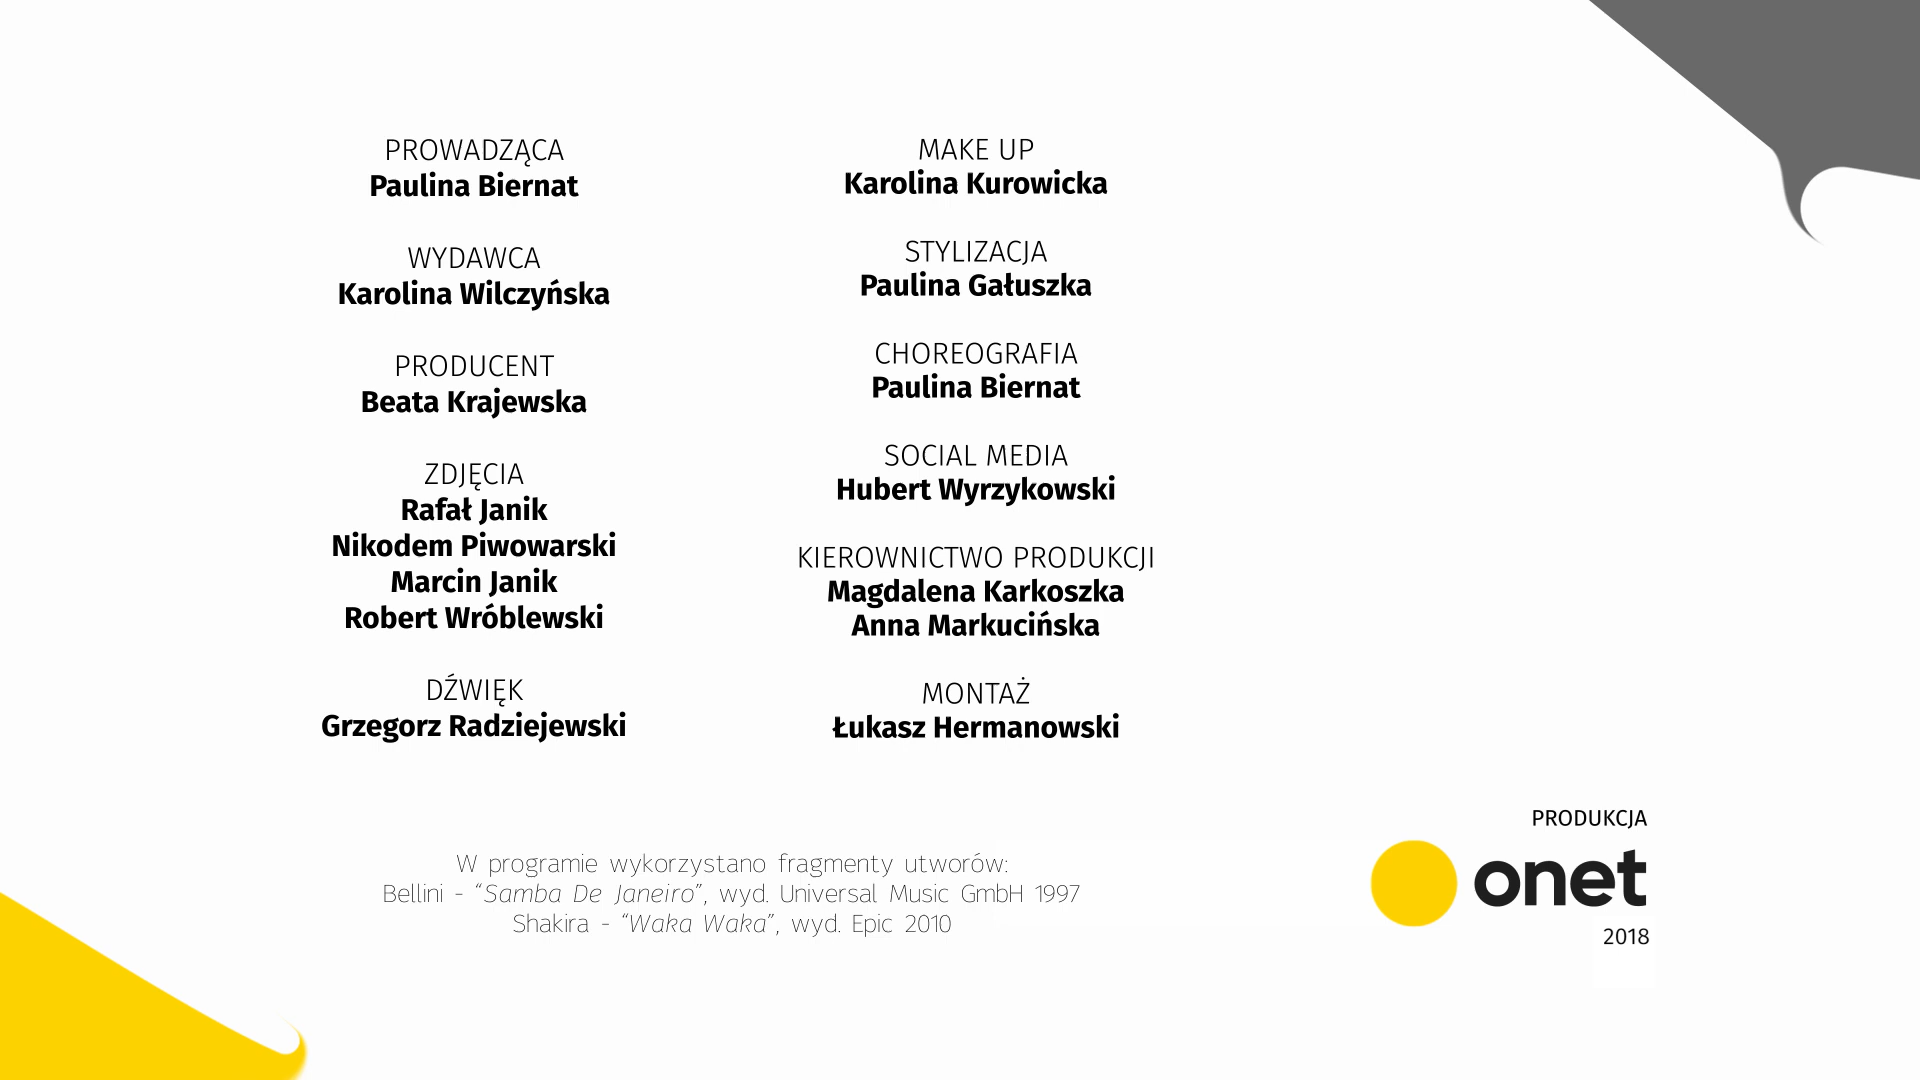 PROWADZĄCA
Paulina Biernat
WYDAWCA
Karolina Wilczyńska
PRODUCENT
Beata Krajewska
ZDJĘCIA
Rafał Janik
Nikodem Piwowarski
Marcin Janik
Robert Wróblewski
DŹWIĘK
Grzegorz Radziejewski
MAKE UP
Karolina Kurowicka
STYLIZACJA
Paulina Gałuszka
CHOREOGRAFIA
Paulina Biernat
SOCIAL MEDIA
Hubert Wyrzykowski
KIEROWNICTWO PRODUKCJI
Magdalena Karkoszka
Anna Markucińska
MONTAŻ
Łukasz Hermanowski
W programie wykorzystano fragmenty utworów:
Bellini - “Samba De Janeiro”, wyd. Universal Music GmbH 1997
Shakira - “Waka Waka”, wyd. Epic 2010
PRODUKCJA
onet
2018